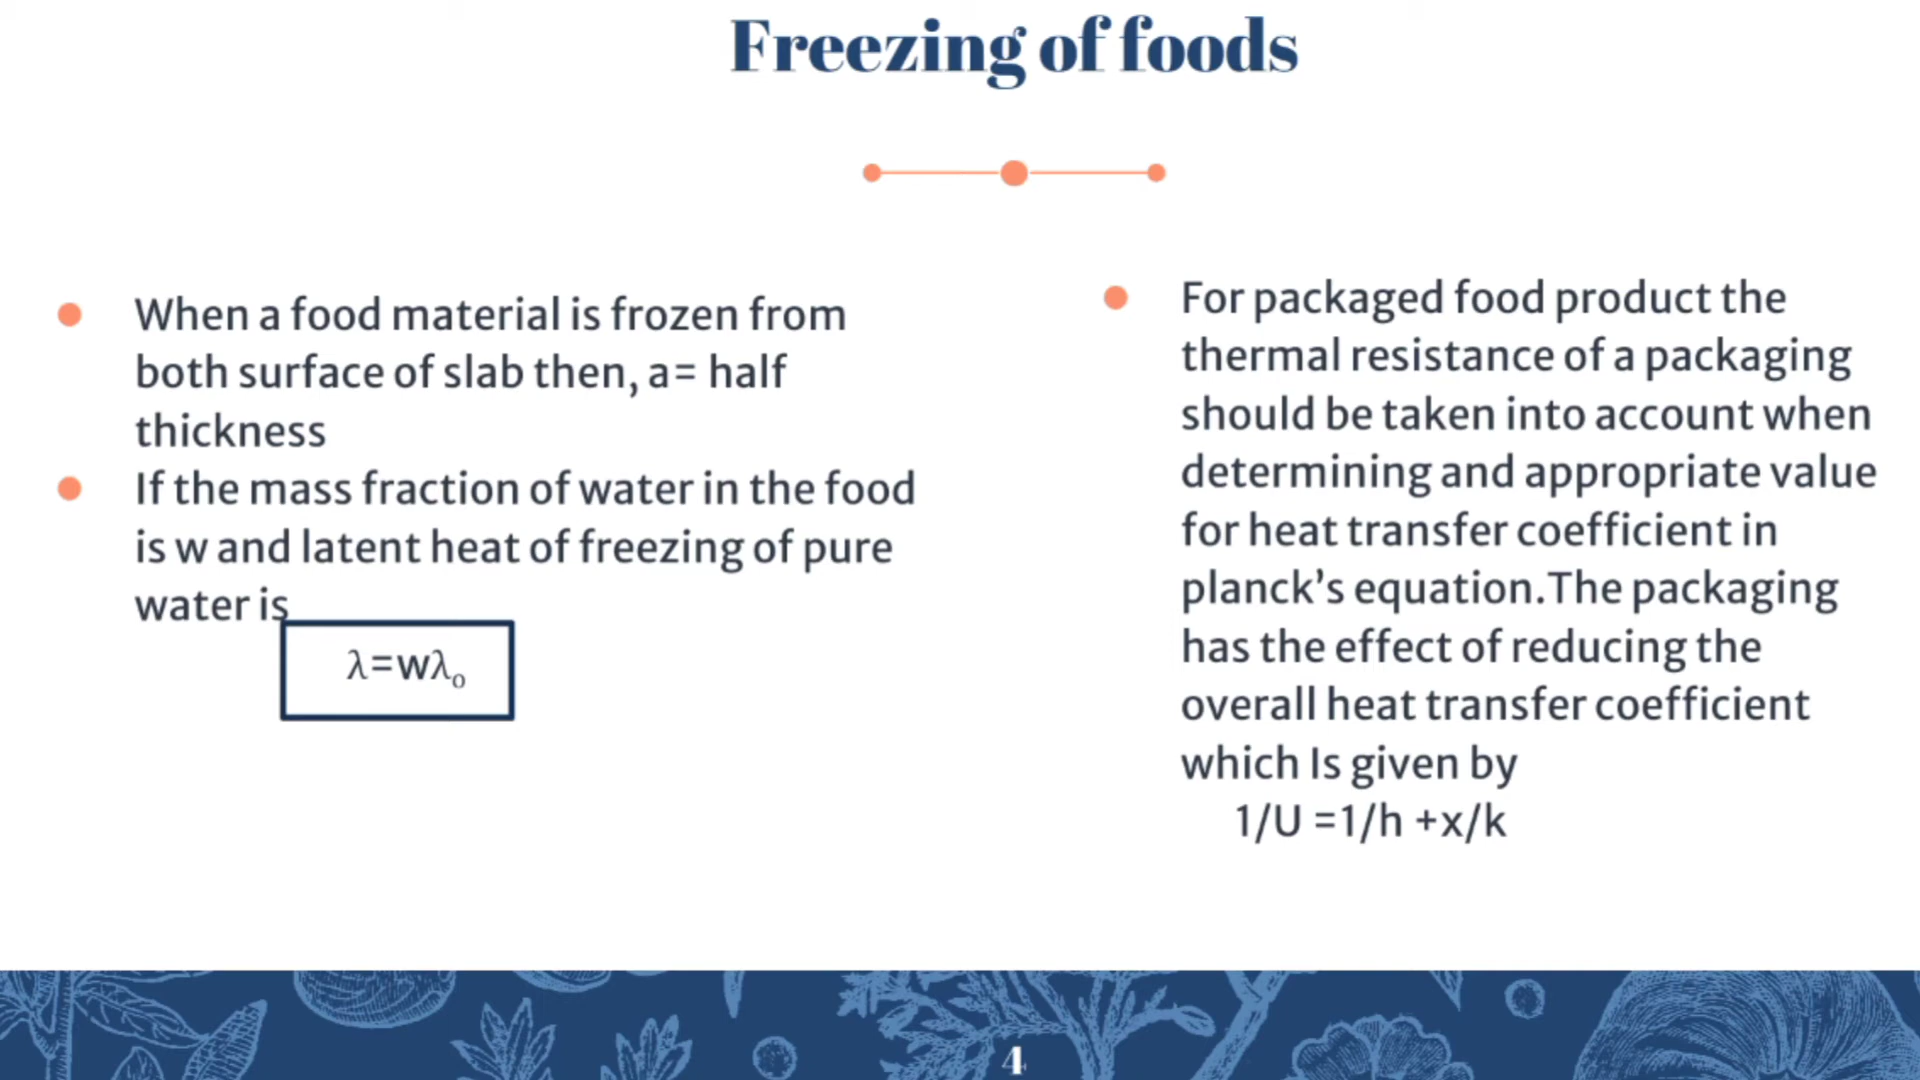 Freezing of foods
When a food material is frozen from
both surface of slab then, a= half
thickness
If the mass fraction of water in the food
is w and latent heat of freezing of pure
water is
λ=wλo
For packaged food product the
thermal resistance of a packaging
should be taken into account when
determining and appropriate value
for heat transfer coefficient in
planck’s equation.The packaging
has the effect of reducing the
overall heat transfer coefficient
which Is given by
1/U =1/h +x/k
4